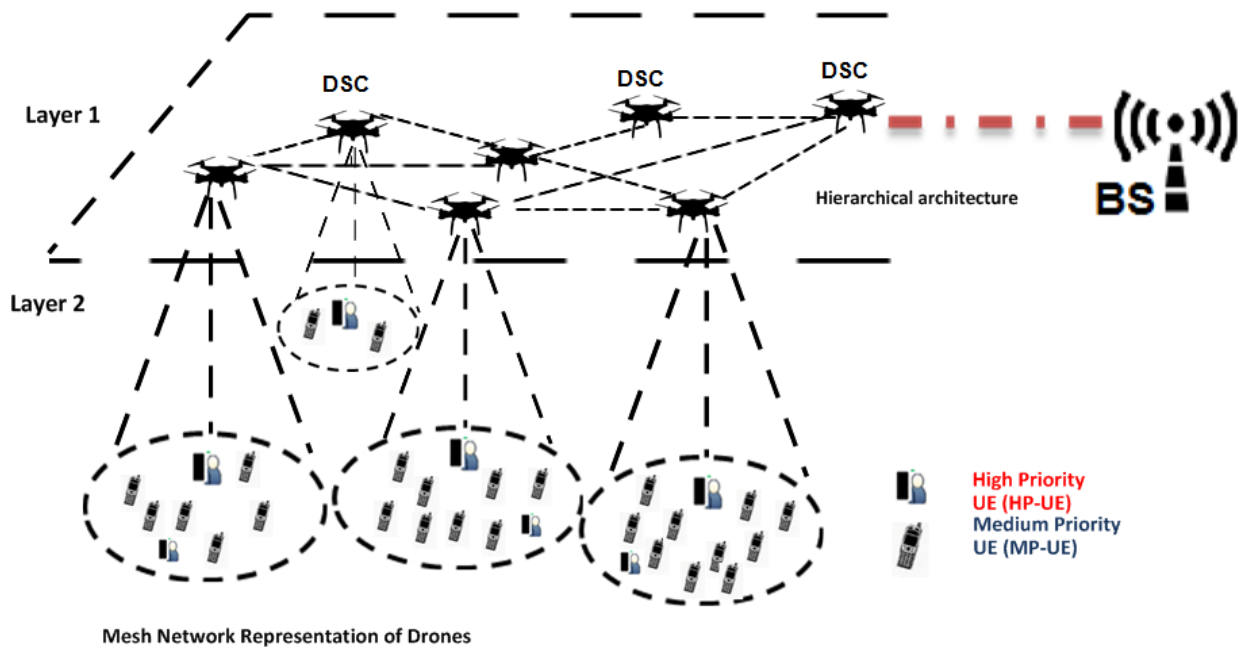 DSC
DSC
DSC
Layer 1
Hierarchical architecture
BS
Layer 2
High Priority
UE (HP-UE)
Medium Priority
UE (MP-UE)
Mesh Network Representation of Drones